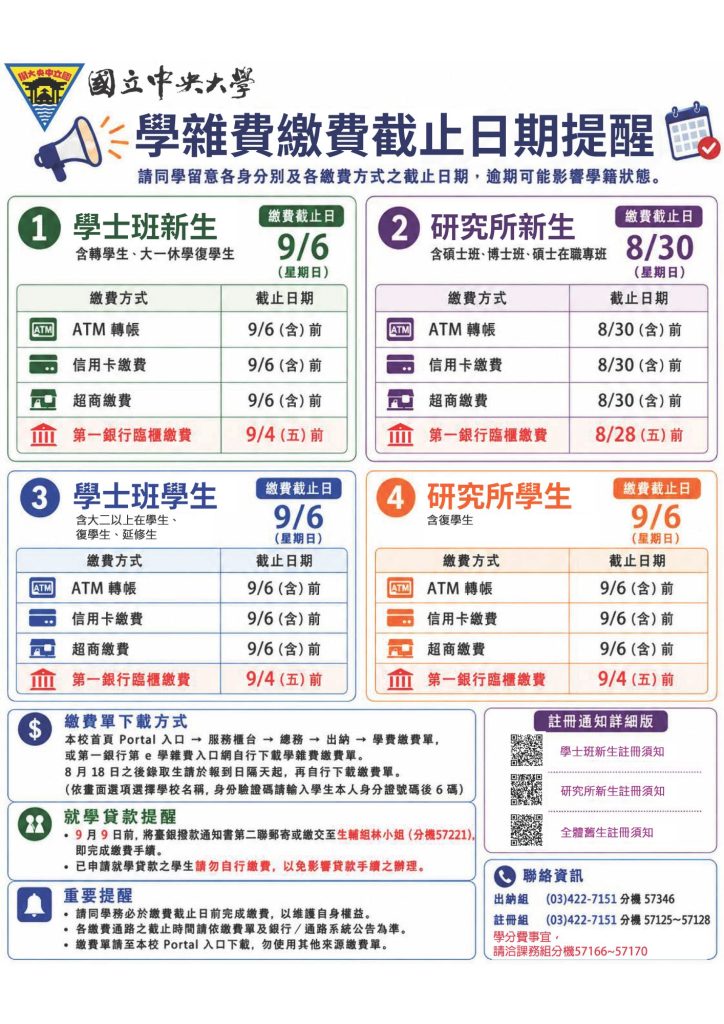 國立中央大學
學雜費繳費截止日期提醒
請同學留意各身分別及各繳費方式之截止日期，逾期可能影響學籍狀態。
1 學士班新生
含轉學生、大一休學復學生
繳費截止日
9/6
(星期日)
繳費方式 截止日期
ATM ATM 轉帳 9/6 (含) 前
信用卡繳費 9/6 (含) 前
超商繳費 9/6 (含) 前
第一銀行臨櫃繳費 9/4 (五) 前
2 研究所新生
含碩士班、博士班、碩士在職專班
繳費截止日
8/30
(星期日)
繳費方式 截止日期
ATM ATM 轉帳 8/30 (含) 前
信用卡繳費 8/30 (含) 前
超商繳費 8/30 (含) 前
第一銀行臨櫃繳費 8/28 (五) 前
3 學士班學生
含大二以上在學生、
復學生、延修生
繳費截止日
9/6
(星期日)
繳費方式 截止日期
ATM ATM 轉帳 9/6 (含) 前
信用卡繳費 9/6 (含) 前
超商繳費 9/6 (含) 前
第一銀行臨櫃繳費 9/4 (五) 前
4 研究所學生
含復學生
繳費截止日
9/6
(星期日)
繳費方式 截止日期
ATM ATM 轉帳 9/6 (含) 前
信用卡繳費 9/6 (含) 前
超商繳費 9/6 (含) 前
第一銀行臨櫃繳費 9/4 (五) 前
$ 繳費單下載方式
本校首頁 Portal 入口 → 服務櫃台 → 總務 → 出納 → 學費繳費單，
或第一銀行第 e 學雜費入口網自行下載學雜費繳費單。
8 月 18 日之後錄取生請於報到日隔天起，再自行下載繳費單。
(依畫面選項選擇學校名稱，身份驗證碼請輸入學生本人身分證號碼後 6 碼)
就學貸款提醒
• 9 月 9 日前，將臺銀撥款通知書第二聯郵寄或繳交至生輔組林小姐 (分機57221)，
即完成繳費手續。
• 已申請就學貸款之學生請勿自行繳費，以免影響貸款手續之辦理。
重要提醒
• 請同學務必於繳費截止日前完成繳費，以維護自身權益。
• 各繳費通路之截止時間請依繳費單及銀行／通路系統公告為準。
• 繳費單請至本校 Portal 入口下載，勿使用其他來源繳費單。
註冊通知詳細版
學士班新生註冊須知
研究所新生註冊須知
全體舊生註冊須知
聯絡資訊
出納組 (03)422-7151 分機 57346
註冊組 (03)422-7151 分機 57125~57128
學分費事宜，
請洽課務組分機57166~57170